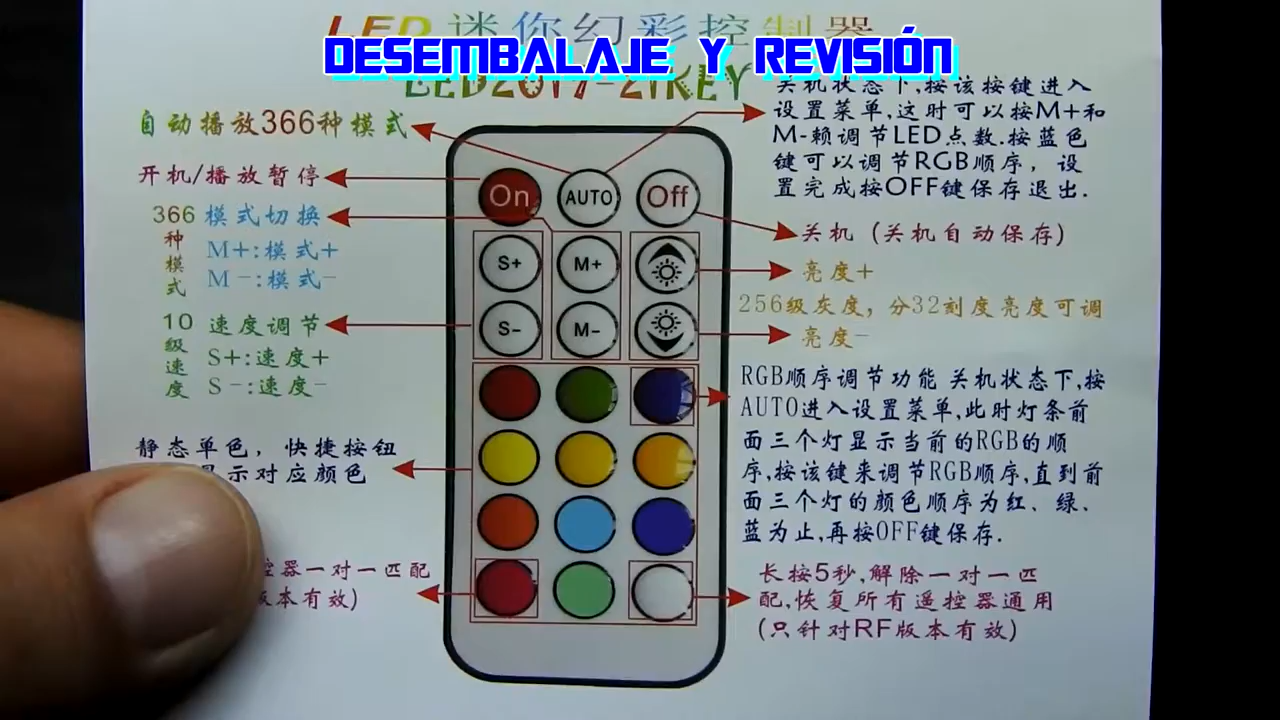 LED迷你幻彩控制器
DESEMBALAJE Y REVISIÓN
LED2017-21KEY
自动播放366种模式
开机/播放暂停
366种模式
模式切换
M+:模式+
M-:模式-
10级速度
速度调节
S+:速度+
S-:速度-
静态单色，快捷按钮
显示对应颜色
控器一对一匹配
版本有效)
On
AUTO
Off
S+
M+
S-
M-
关机状态下,按该按键进入
设置菜单,这时可以按M+和
M-赖调节LED点数.按蓝色
键可以调节RGB顺序，设
置完成按OFF键保存退出.
关机 (关机自动保存)
亮度+
256级灰度，分32刻度亮度可调
亮度-
RGB顺序调节功能 关机状态下,按
AUTO进入设置菜单,此时灯条前
面三个灯显示当前的RGB的顺
序,按该键来调节RGB顺序,直到前
面三个灯的颜色顺序为红、绿、
蓝为止,再按OFF键保存.
长按5秒,解除一对一匹
配,恢复所有遥控器通用
(只针对RF版本有效)